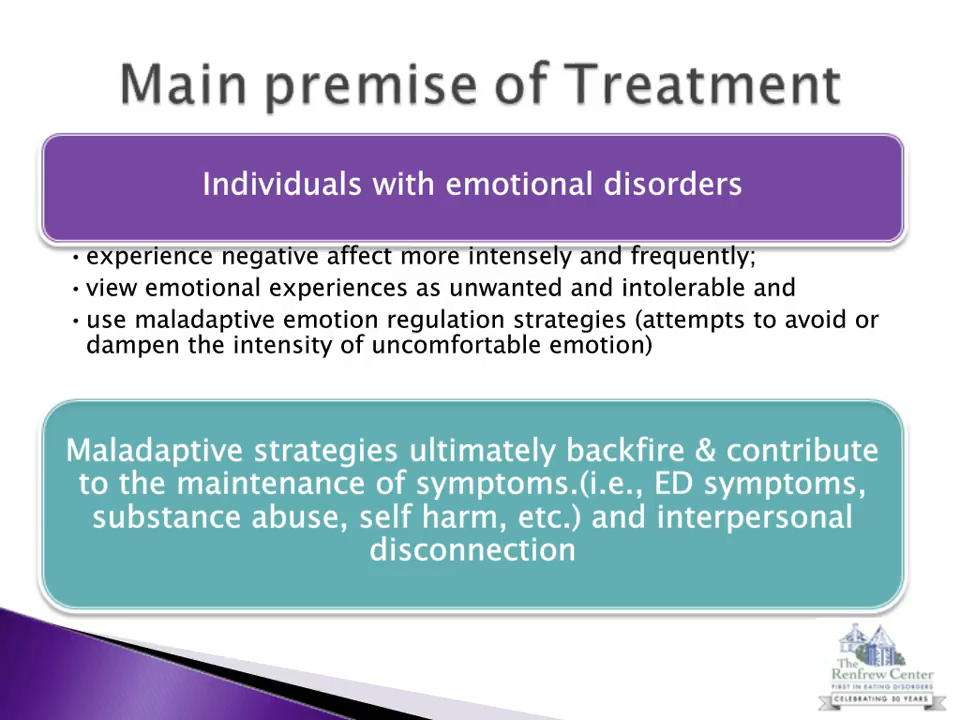 Main premise of Treatment
Individuals with emotional disorders
• experience negative affect more intensely and frequently;
• view emotional experiences as unwanted and intolerable and
• use maladaptive emotion regulation strategies (attempts to avoid or
dampen the intensity of uncomfortable emotion)
Maladaptive strategies ultimately backfire & contribute
to the maintenance of symptoms.(i.e., ED symptoms,
substance abuse, self harm, etc.) and interpersonal
disconnection
The
Renfrew Center
FIRST IN EATING DISORDERS
CELEBRATING 30 YEARS